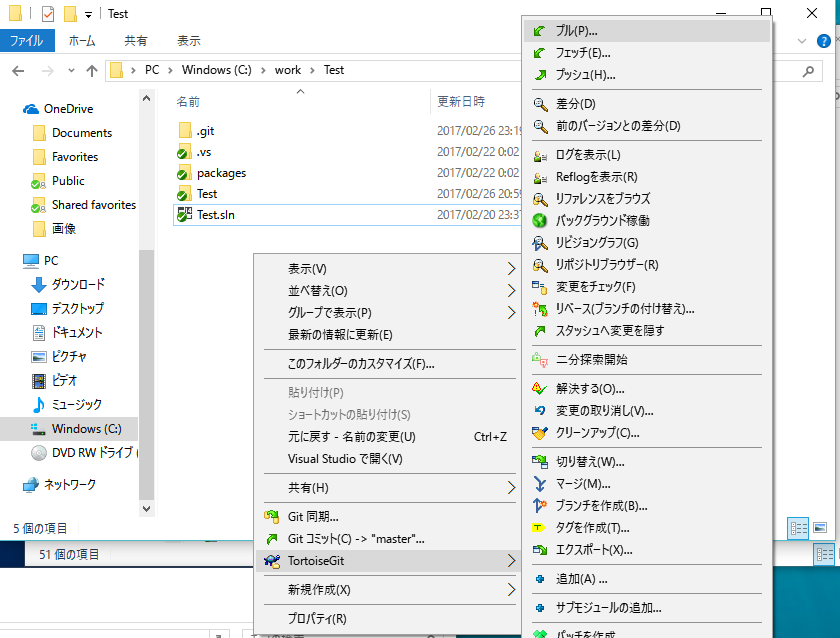 Test
ファイル ホーム 共有 表示
PC Windows (C:) work Test
OneDrive
Documents
Favorites
Public
Shared favorites
画像
PC
ダウンロード
デスクトップ
ドキュメント
ピクチャ
ビデオ
ミュージック
Windows (C:)
DVD RW ドライブ (
ネットワーク
5 個の項目
51 個の項目
名前 更新日時
.git 2017/02/26 23:19
.vs 2017/02/22 0:02
packages 2017/02/22 0:02
Test 2017/02/26 20:59
Test.sln 2017/02/20 23:37
表示(V)
並べ替え(O)
グループで表示(P)
最新の情報に更新(E)
このフォルダーのカスタマイズ(F)...
貼り付け(P)
ショートカットの貼り付け(S)
元に戻す - 名前の変更(U) Ctrl+Z
Visual Studio で開く(V)
共有(H)
Git 同期...
Git コミット(C) -> "master"...
TortoiseGit
新規作成(X)
プロパティ(R)
プル(P)...
フェッチ(E)...
プッシュ(H)...
差分(D)
前のバージョンとの差分(D)
ログを表示(L)
Reflogを表示(R)
リファレンスをブラウズ
バックグラウンド稼働
リビジョングラフ(G)
リポジトリブラウザー(R)
変更をチェック(F)
リベース(ブランチの付け替え)...
スタッシュへ変更を隠す
二分探索開始
解決する(O)...
変更の取り消し(V)...
クリーンアップ(C)...
切り替え(W)...
マージ(M)...
ブランチを作成(B)...
タグを作成(T)...
エクスポート(X)...
追加(A) ...
サブモジュールの追加...
パッチを作成